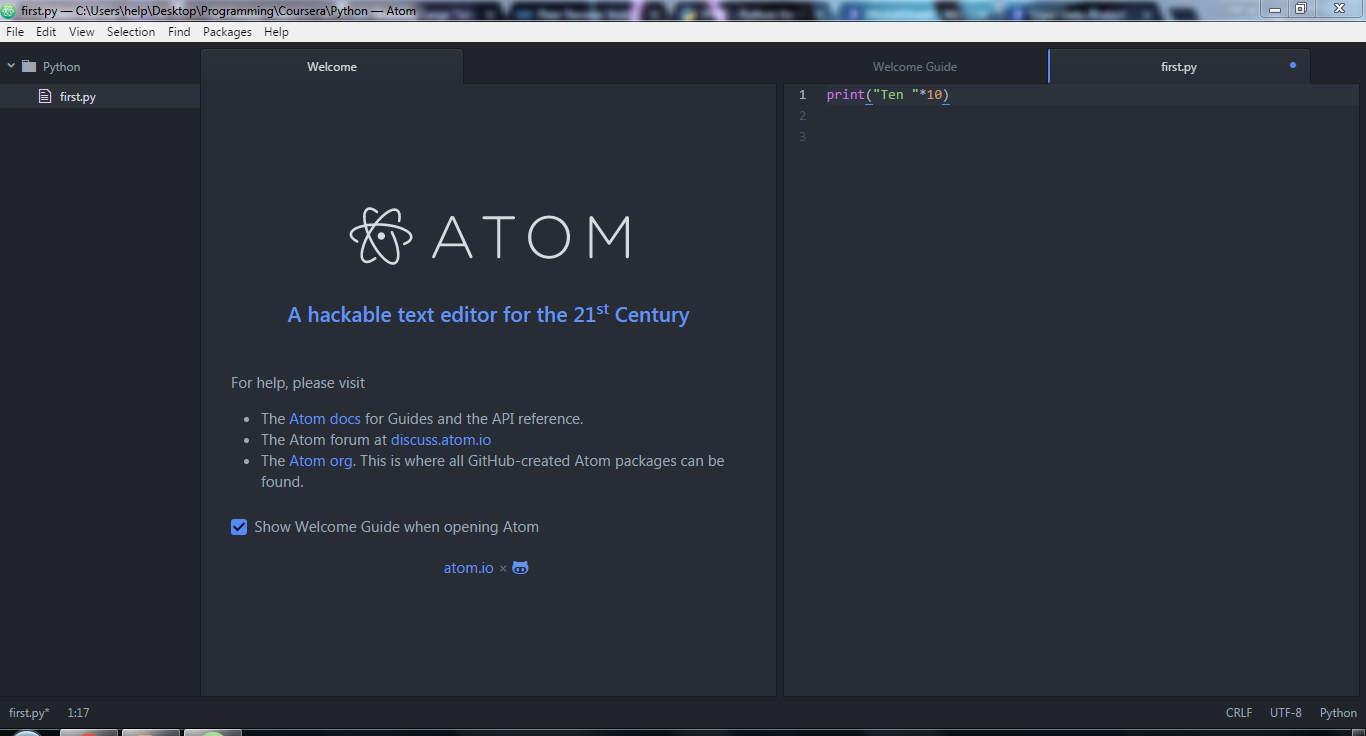 first.py — C:\Users\help\Desktop\Programming\Coursera\Python — Atom
File Edit View Selection Find Packages Help
Python
first.py
Welcome
Welcome Guide
first.py
1 print("Ten "*10)
2
3
ATOM
A hackable text editor for the 21st Century
For help, please visit
• The Atom docs for Guides and the API reference.
• The Atom forum at discuss.atom.io
• The Atom org. This is where all GitHub-created Atom packages can be
found.
Show Welcome Guide when opening Atom
atom.io ×
first.py* 1:17 CRLF UTF-8 Python